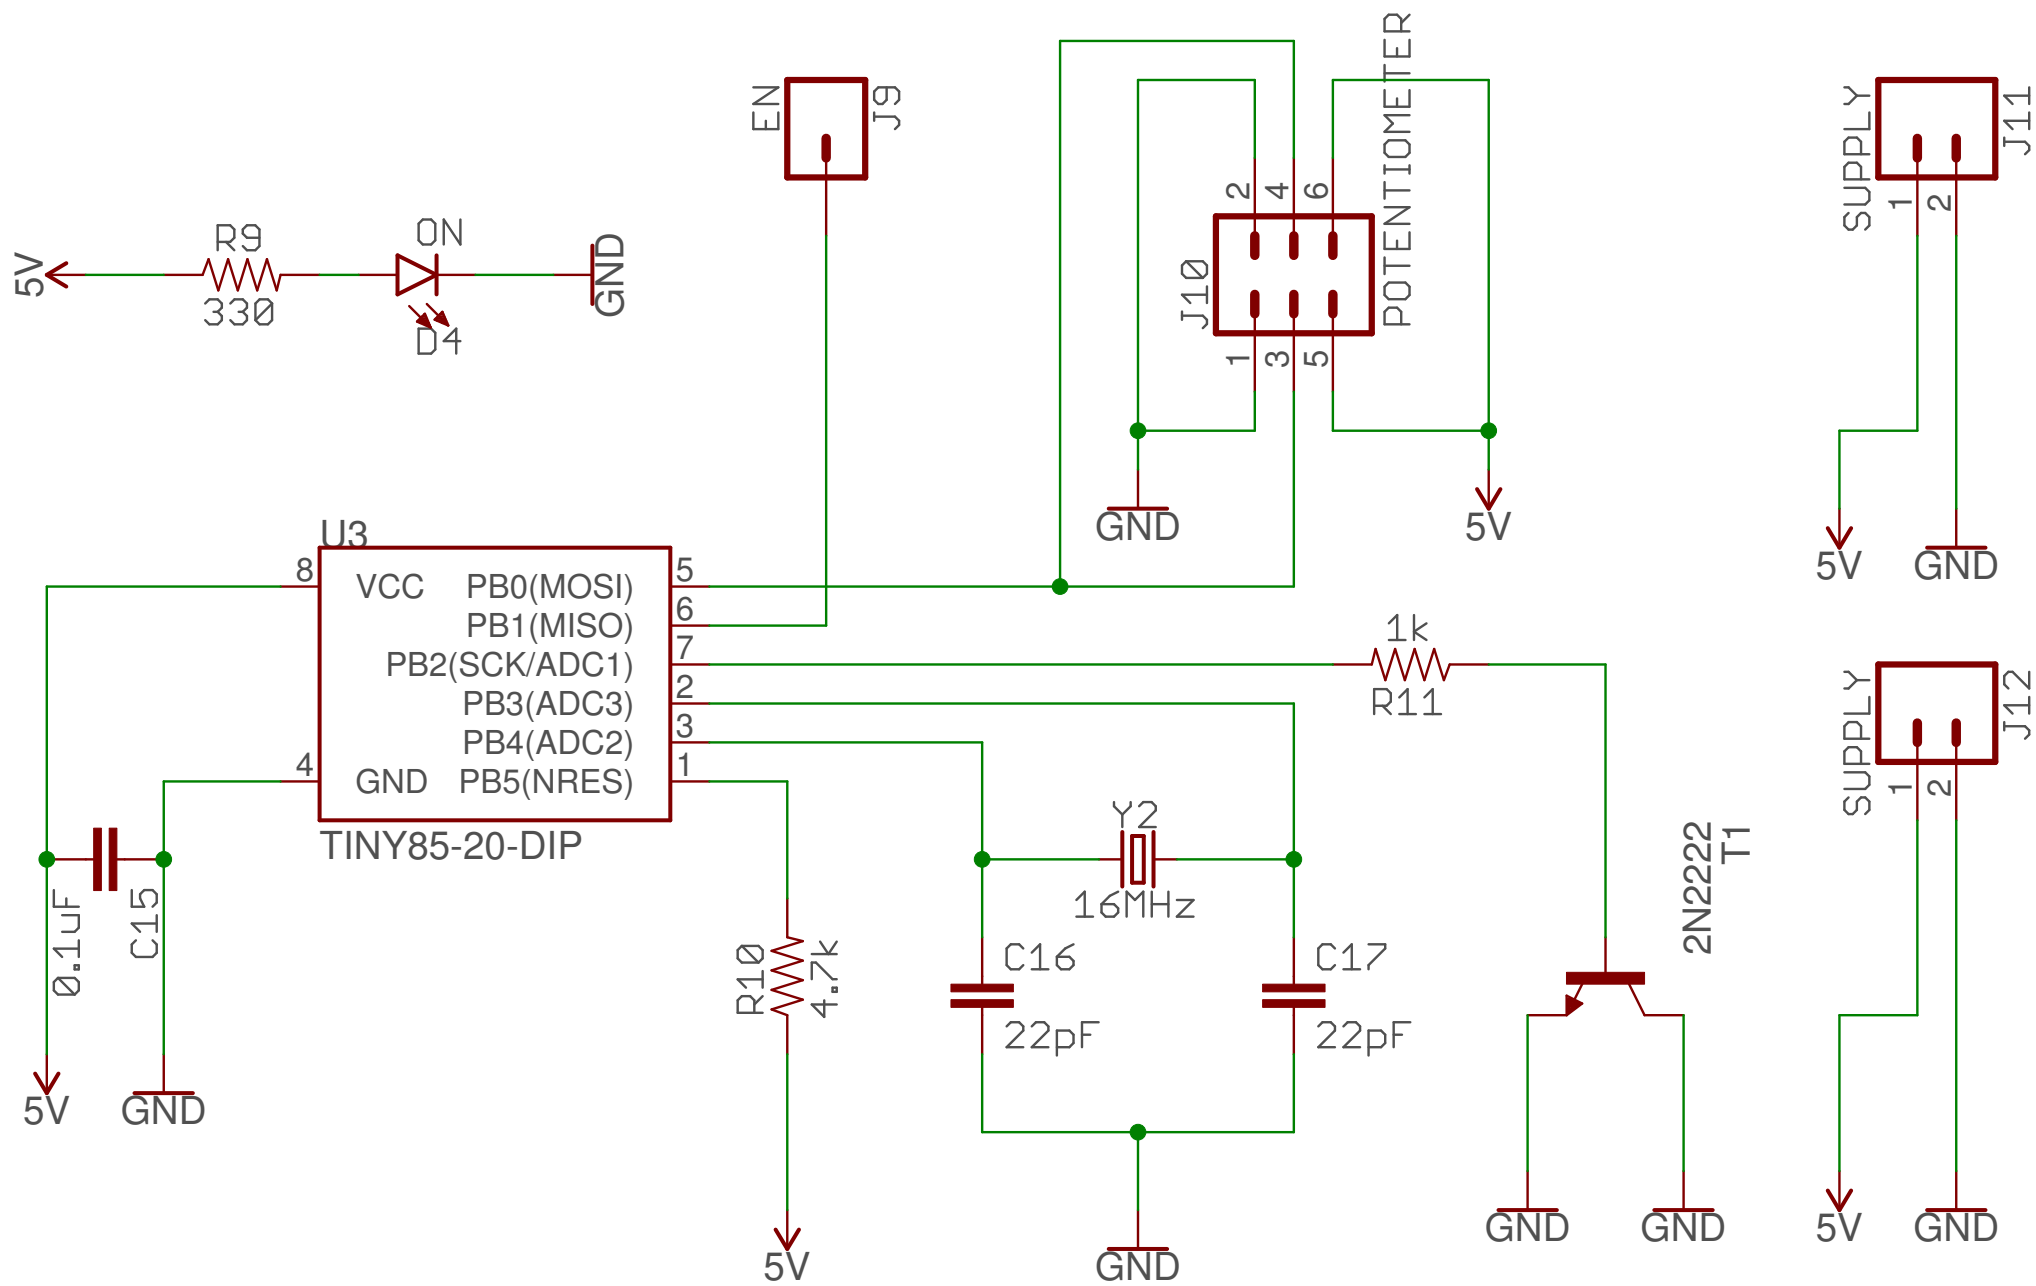 5V
R9
330
ON
D4
GND
EN
J9
2
4
6
J10
POTENTIOMETER
1
3
5
GND
5V
SUPPLY
J11
1
2
5V
GND
U3
8
VCC
PB0(MOSI)
5
PB1(MISO)
6
PB2(SCK/ADC1)
7
PB3(ADC3)
2
PB4(ADC2)
3
4
GND
PB5(NRES)
1
TINY85-20-DIP
0.1uF
C15
5V
GND
R10
4.7k
5V
Y2
16MHz
C16
22pF
C17
22pF
GND
1k
R11
2N2222
T1
GND
GND
SUPPLY
J12
1
2
5V
GND